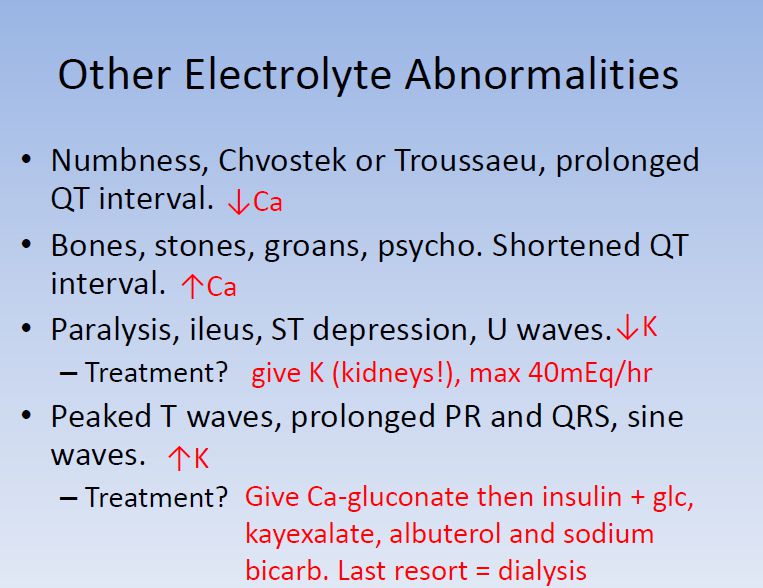 Other Electrolyte Abnormalities
• Numbness, Chvostek or Troussaeu, prolonged
QT interval. ↓Ca
• Bones, stones, groans, psycho. Shortened QT
interval. ↑Ca
• Paralysis, ileus, ST depression, U waves. ↓K
– Treatment? give K (kidneys!), max 40mEq/hr
• Peaked T waves, prolonged PR and QRS, sine
waves. ↑K
– Treatment? Give Ca-gluconate then insulin + glc,
kayexalate, albuterol and sodium
bicarb. Last resort = dialysis